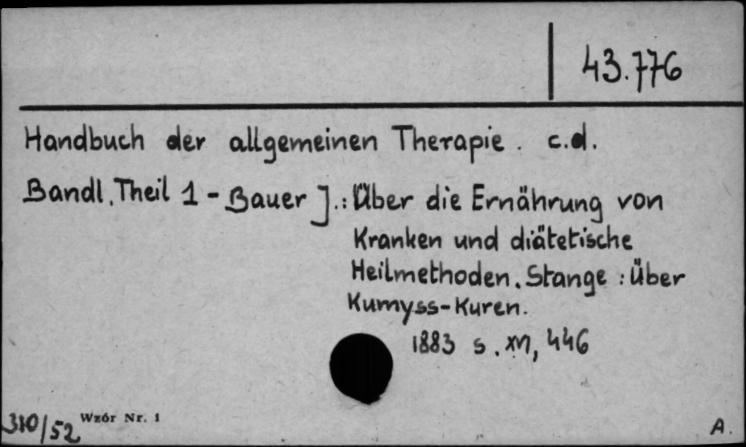 43.776
Handbuch der allgemeinen Therapie. c.d.
Band I. Theil 1 - Bauer J.: Über die Ernährung von
Kranken und diätetische
Heilmethoden. Stange: Über
Kumyss-Kuren.
1883 s. XVI, 446
310/52 Wzór Nr. 1
A.